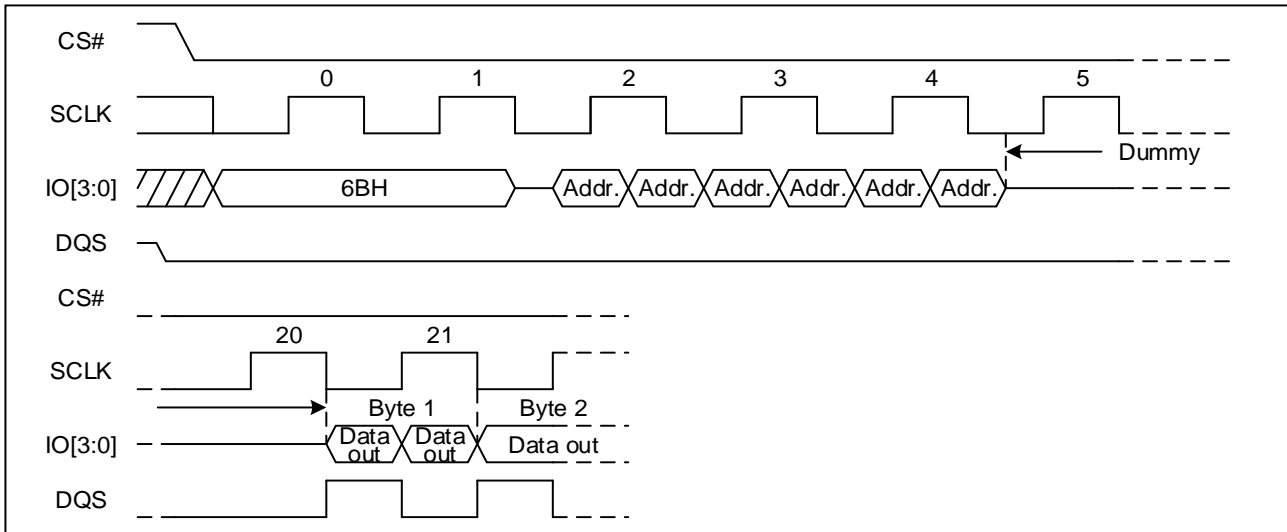 CS#
0 1 2 3 4 5
SCLK
Dummy
IO[3:0] 6BH Addr. Addr. Addr. Addr. Addr. Addr.
DQS
CS#
20 21
SCLK
Byte 1 Byte 2
IO[3:0] Data out Data out Data out
DQS